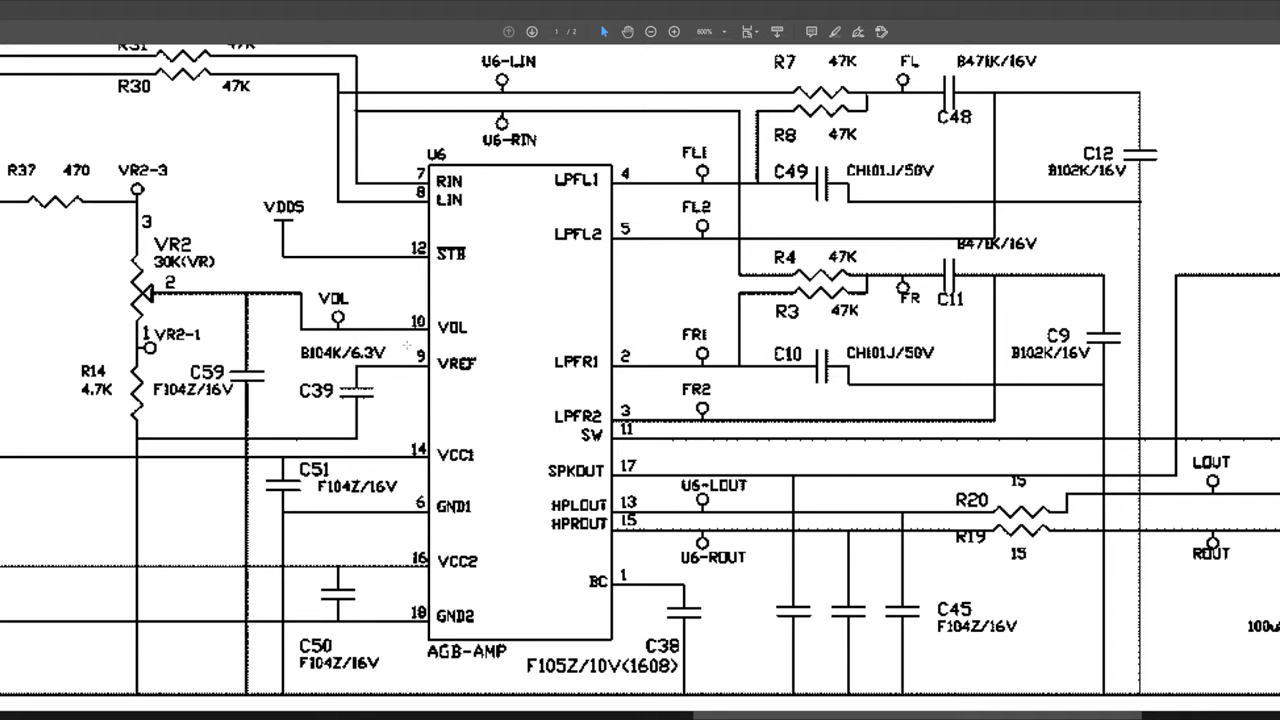 1 / 2
600%
R31 47K
R30 47K
U6-LIN
U6-RIN
R7 47K FL B471K/16V
R8 47K C48
R37 470 VR2-3
U6
FL1
C12
B102K/16V
7 RIN
8 LIN
LPFL1 4
C49 CH101J/50V
VDD5
3
VR2
30K(VR)
2
FL2
12 STB
LPFL2 5
B471K/16V
R4 47K
R3 47K
FR C11
VOL
1 VR2-1
10 VOL
B104K/6.3V
9 VREF
FR1
C9
B102K/16V
LPFR1 2
C10 CH101J/50V
R14
4.7K
C59
F104Z/16V
C39
FR2
LPFR2 3
SW 11
14 VCC1
C51
F104Z/16V
SPKOUT 17
LOUT
U6-LOUT
15
R20
6 GND1
HPLOUT 13
HPROUT 15
R19
15
U6-ROUT
ROUT
16 VCC2
BC 1
18 GND2
C45
F104Z/16V
C50
F104Z/16V
AGB-AMP
C38
F105Z/10V(1608)